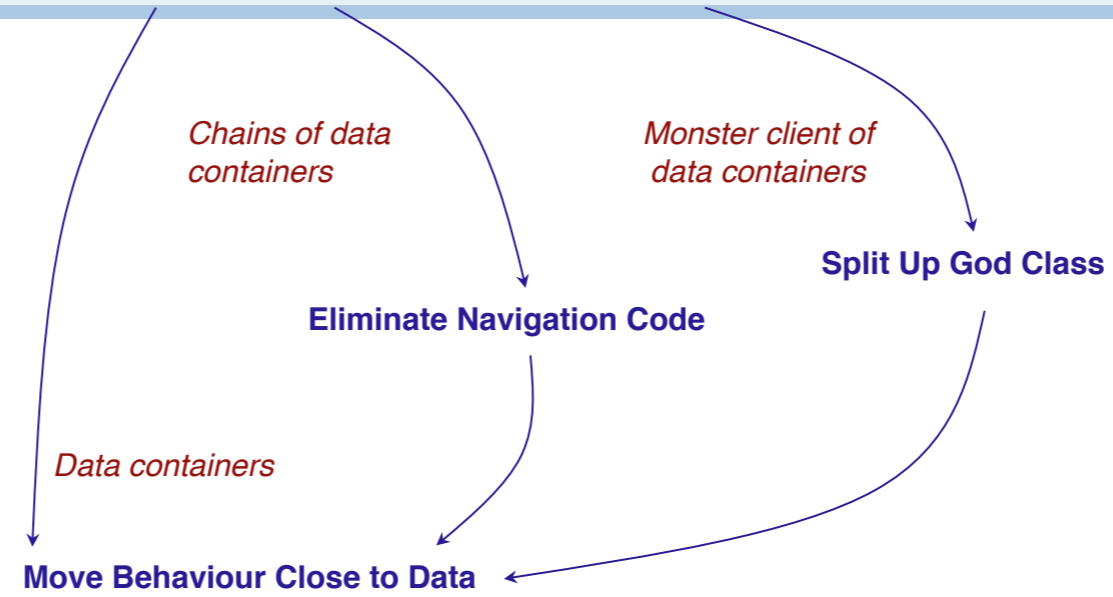 Chains of data
containers
Monster client of
data containers
Split Up God Class
Eliminate Navigation Code
Data containers
Move Behaviour Close to Data